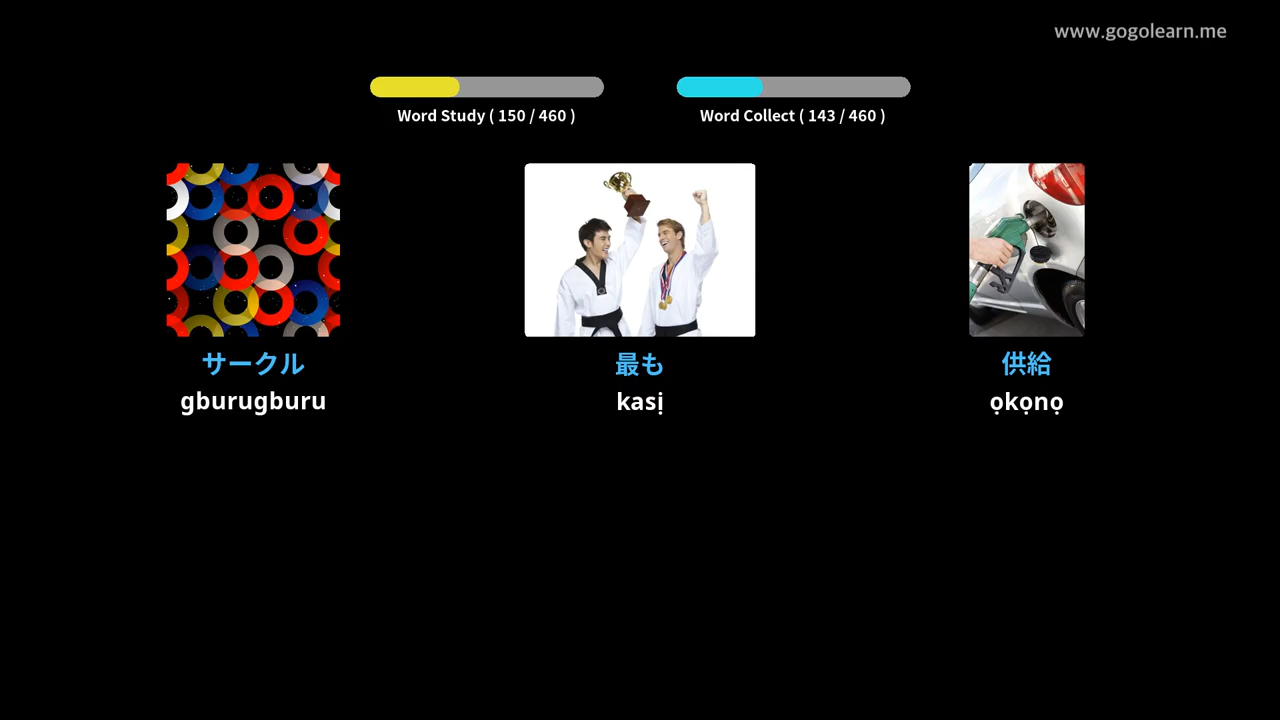 www.gogolearn.me
Word Study ( 150 / 460 )
Word Collect ( 143 / 460 )
サークル
最も
供給
gburugburu
kasị
ọkọnọ